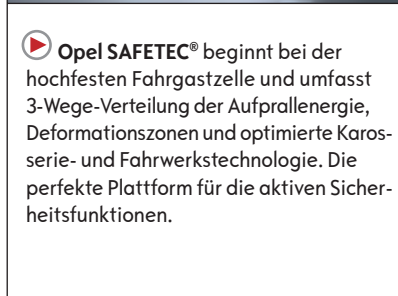 Opel SAFETEC® beginnt bei der
hochfesten Fahrgastzelle und umfasst
3-Wege-Verteilung der Aufprallenergie,
Deformationszonen und optimierte Karos-
serie- und Fahrwerkstechnologie. Die
perfekte Plattform für die aktiven Sicher-
heitsfunktionen.